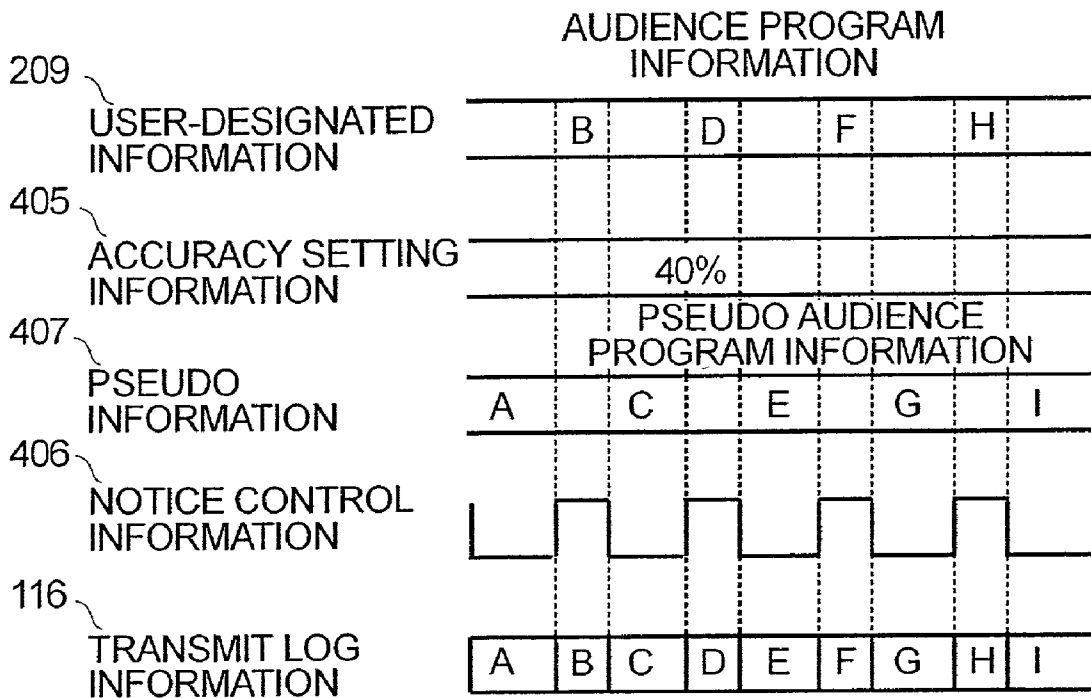 AUDIENCE PROGRAM
INFORMATION
209
USER-DESIGNATED
INFORMATION
B D F H
405
ACCURACY SETTING
INFORMATION
40%
407
PSEUDO AUDIENCE
PROGRAM INFORMATION
PSEUDO
INFORMATION
A C E G I
406
NOTICE CONTROL
INFORMATION
116
TRANSMIT LOG
INFORMATION
A B C D E F G H I